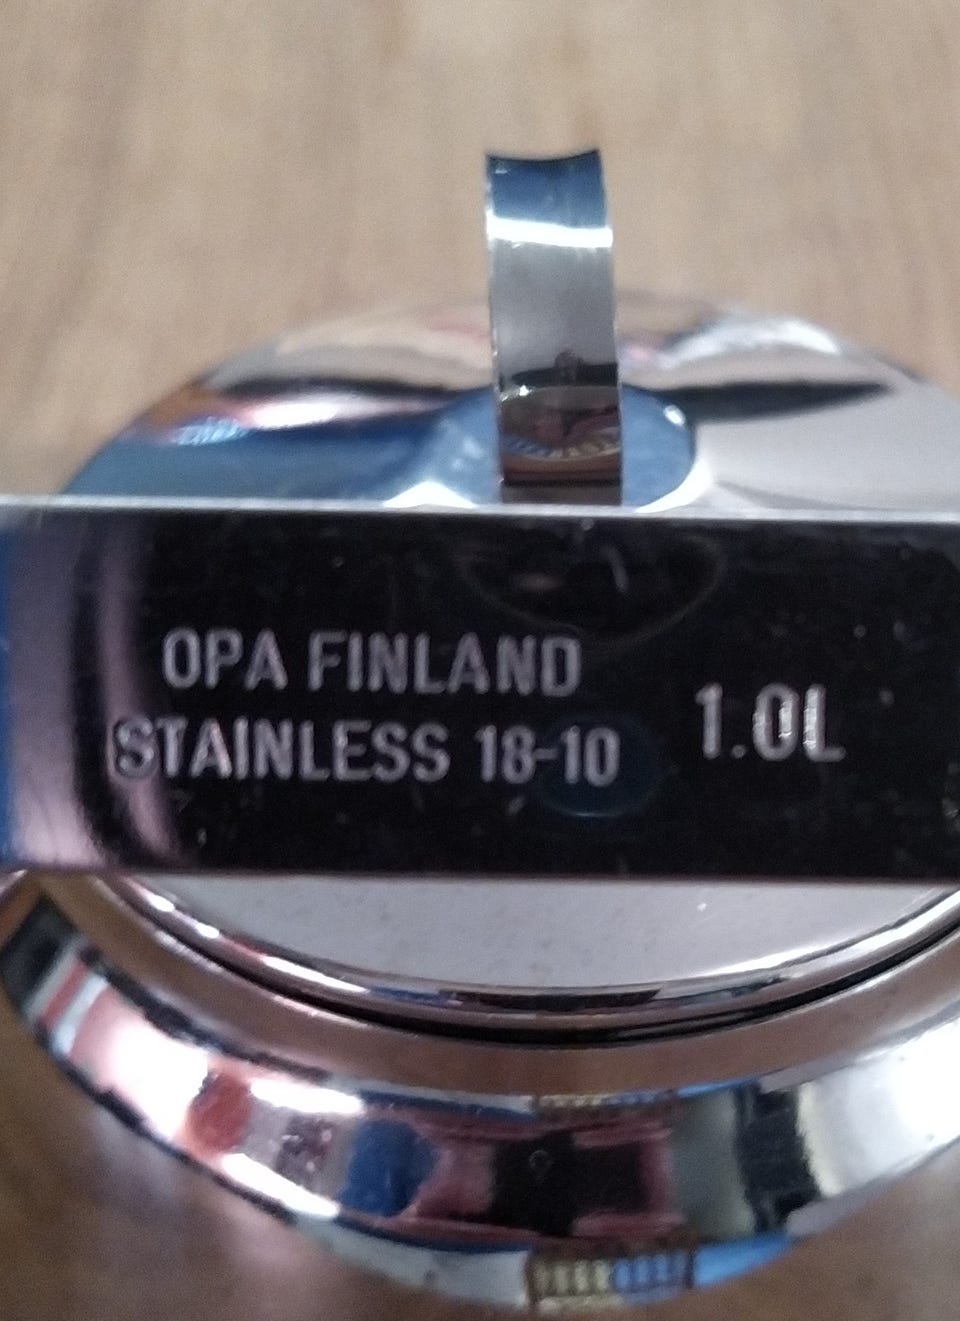 OPA FINLAND
STAINLESS 18-10
1.0L